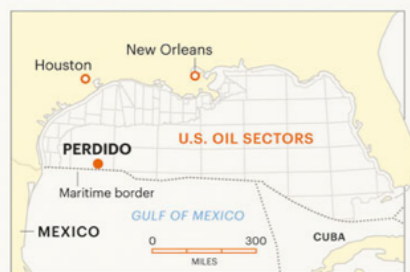 New Orleans
Houston
U.S. OIL SECTORS
PERDIDO
Maritime border
GULF OF MEXICO
MEXICO
0 300
CUBA
MILES